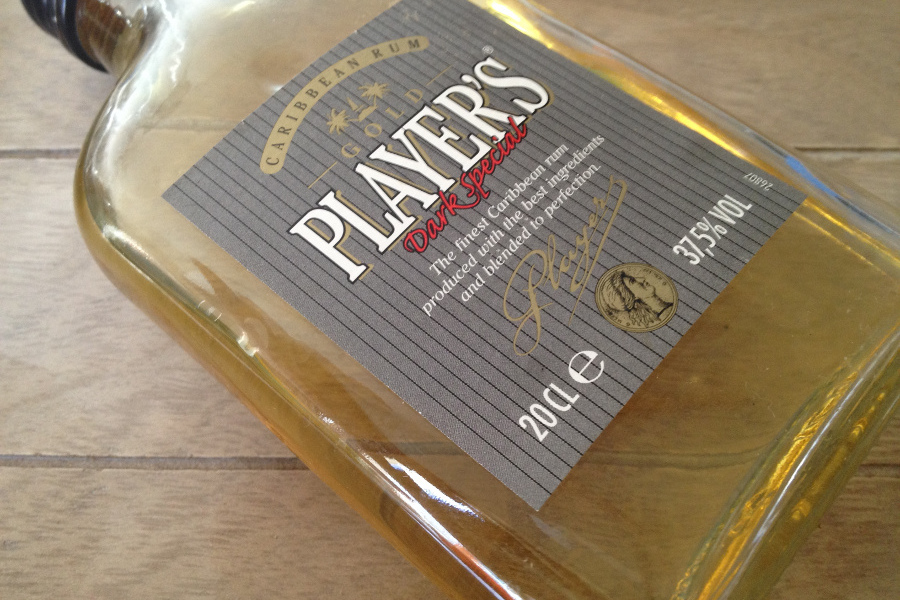 CARIBBEAN RUM
GOLD
PLAYER'S®
Dark Special
The finest Caribbean rum
produced with the best ingredients
and blended to perfection
Player's
20 CL e
37,5% VOL
26807